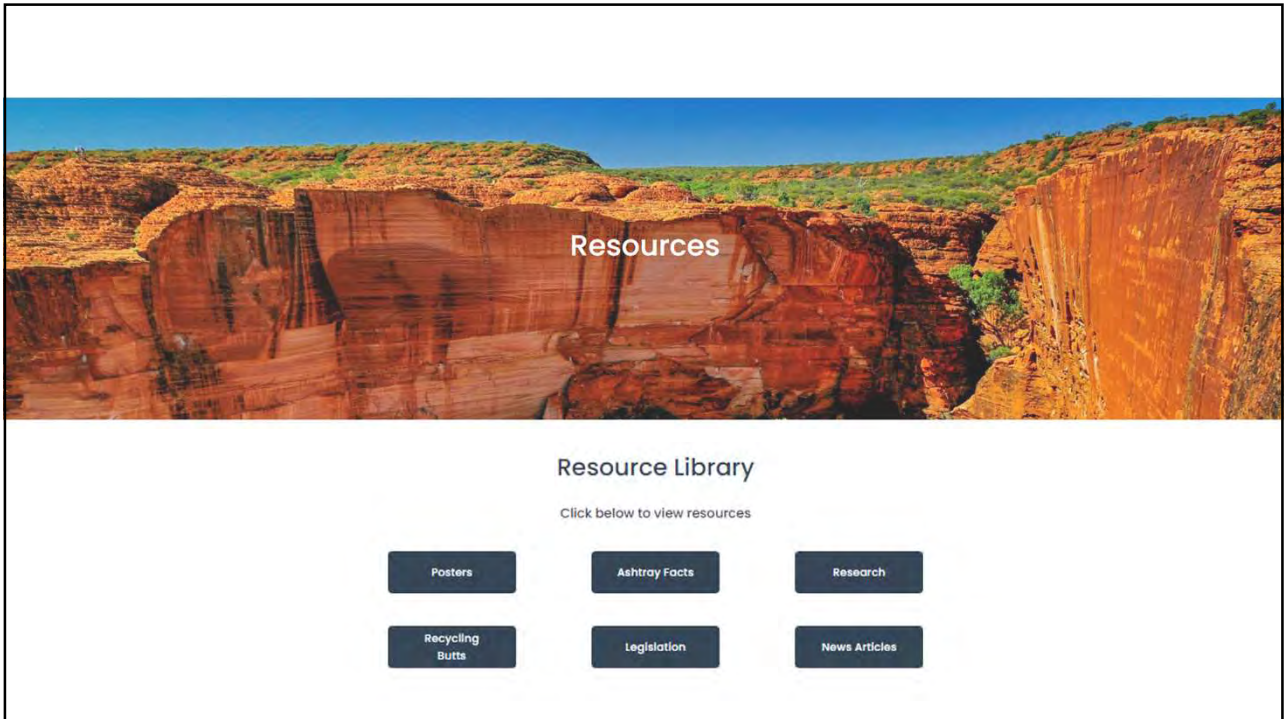 Resources
Resource Library
Click below to view resources
Posters
Ashtray Facts
Research
Recycling
Butts
Legislation
News Articles